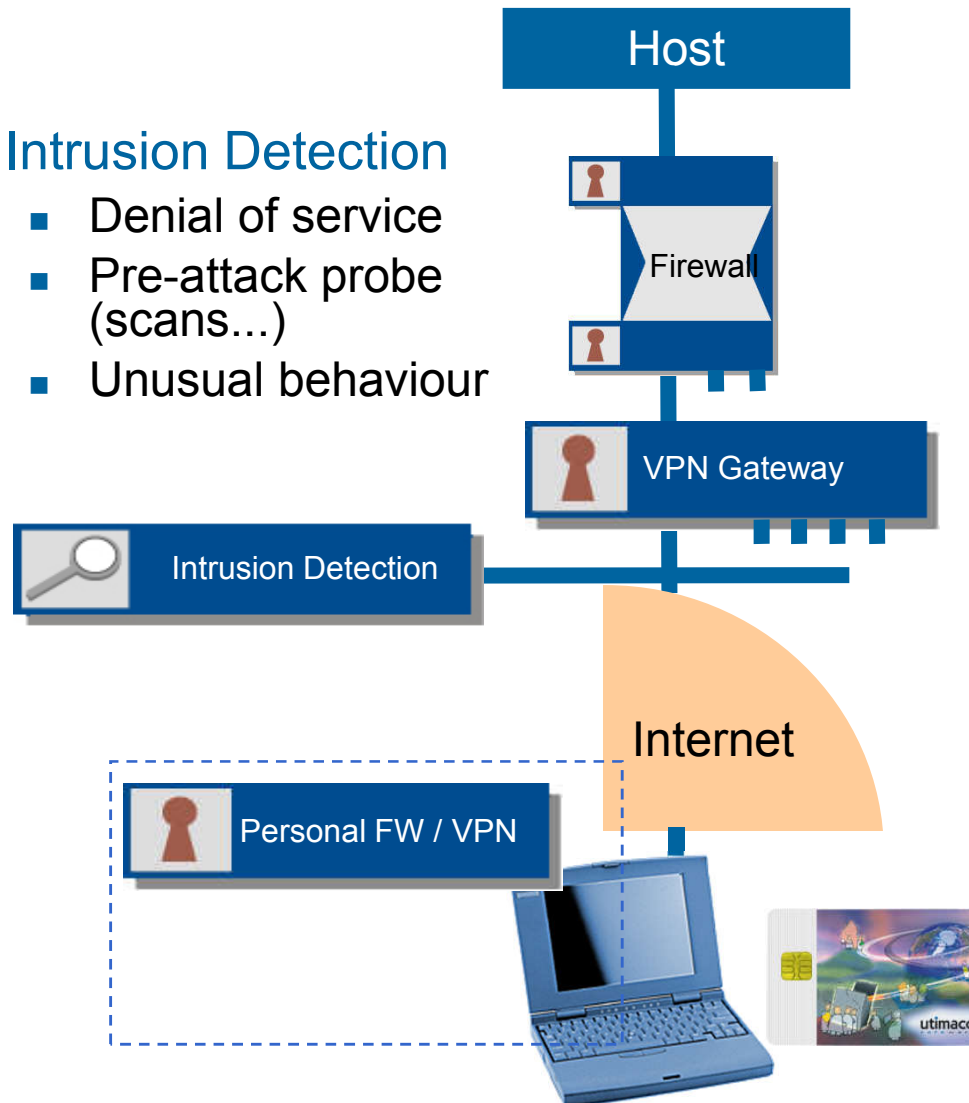 Host
Intrusion Detection
Denial of service
Pre-attack probe
(scans...)
Unusual behaviour
Firewall
VPN Gateway
Intrusion Detection
Internet
Personal FW / VPN